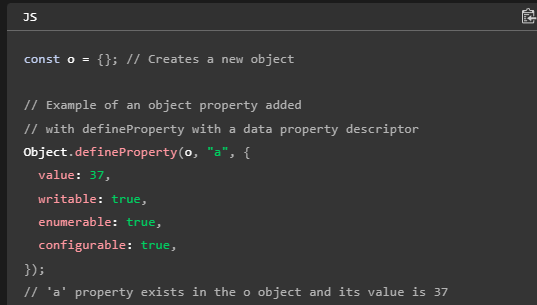 JS
const o = {}; // Creates a new object
// Example of an object property added
// with defineProperty with a data property descriptor
Object.defineProperty(o, "a", {
  value: 37,
  writable: true,
  enumerable: true,
  configurable: true,
});
// 'a' property exists in the o object and its value is 37